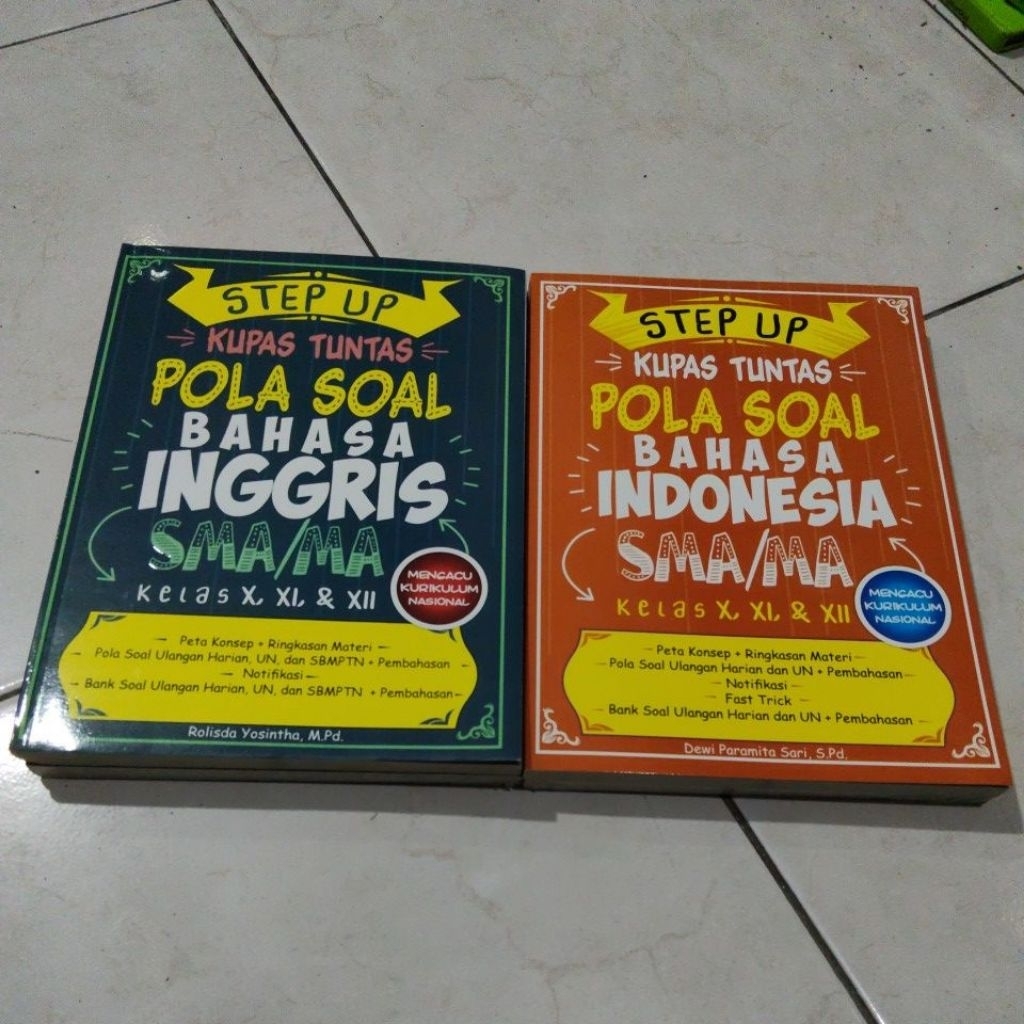 STEP UP
KUPAS TUNTAS
POLA SOAL
BAHASA
INGGRIS
SMA/MA
Kelas X, XI, & XII
MENGACU
KURIKULUM
NASIONAL
Peta Konsep + Ringkasan Materi
Pola Soal Ulangan Harian, UN, dan SBMPTN + Pembahasan
Notifikasi
Bank Soal Ulangan Harian, UN, dan SBMPTN + Pembahasan
Rolisda Yosintha, M.Pd.
STEP UP
KUPAS TUNTAS
POLA SOAL
BAHASA
INDONESIA
SMA/MA
Kelas X, XI, & XII
MENGACU
KURIKULUM
NASIONAL
Peta Konsep + Ringkasan Materi
Pola Soal Ulangan Harian dan UN + Pembahasan
Notifikasi
Fast Trick
Bank Soal Ulangan Harian dan UN + Pembahasan
Dewi Paramita Sari, S.Pd.